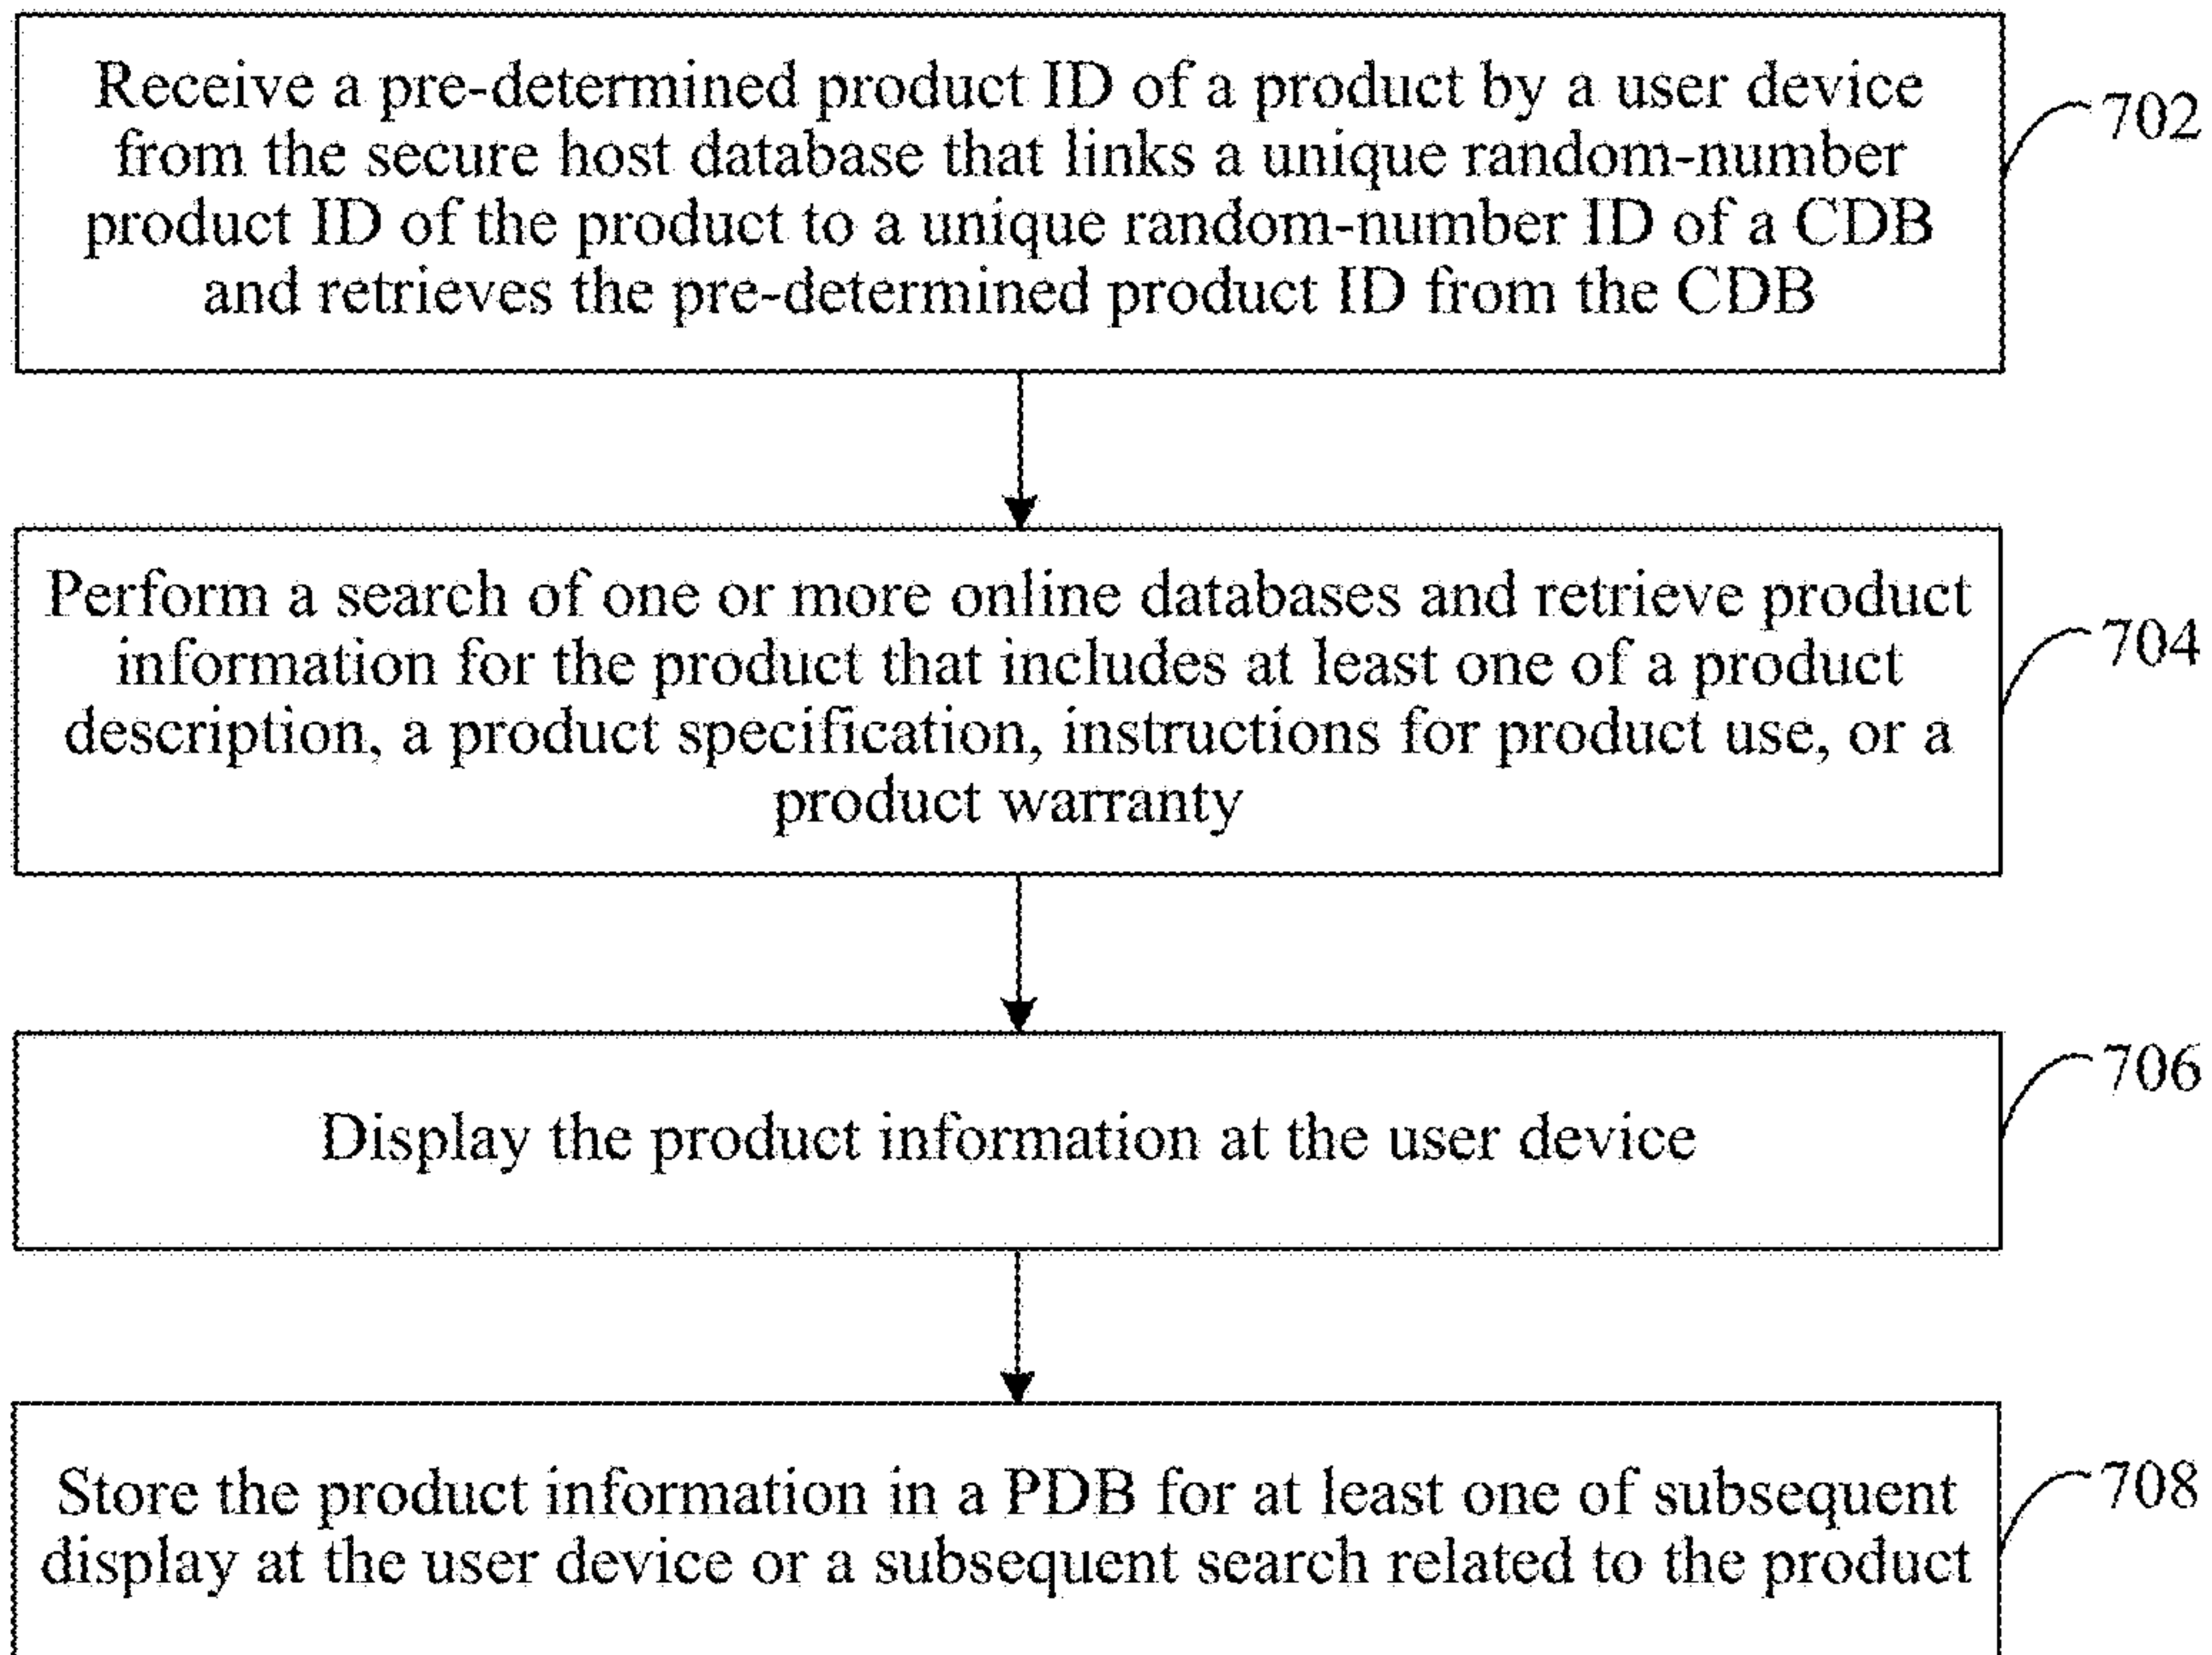 Receive a pre-determined product ID of a product by a user device
from the secure host database that links a unique random-number
product ID of the product to a unique random-number ID of a CDB
and retrieves the pre-determined product ID from the CDB
702
Perform a search of one or more online databases and retrieve product
information for the product that includes at least one of a product
description, a product specification, instructions for product use, or a
product warranty
704
Display the product information at the user device
706
Store the product information in a PDB for at least one of subsequent
display at the user device or a subsequent search related to the product
708